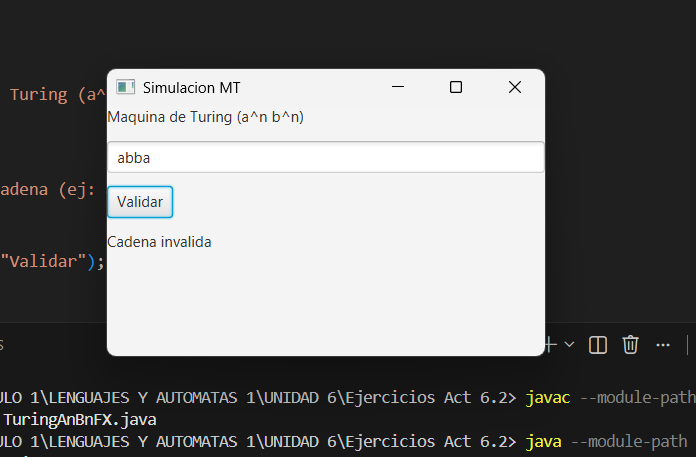 Simulacion MT
Turing (a^
Maquina de Turing (a^n b^n)
abba
adena (ej:
Validar
Cadena invalida
"Validar");
S
ULO 1\LENGUAJES Y AUTOMATAS 1\UNIDAD 6\Ejercicios Act 6.2> javac --module-path
TuringAnBnFX.java
ULO 1\LENGUAJES Y AUTOMATAS 1\UNIDAD 6\Ejercicios Act 6.2> java --module-path